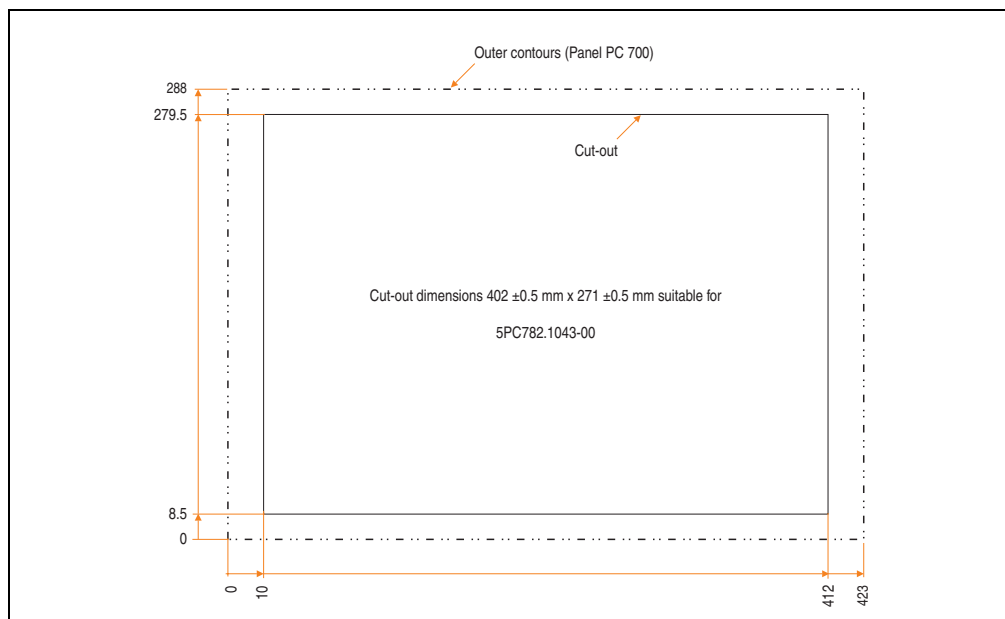 Outer contours (Panel PC 700)
288
279.5
Cut-out
Cut-out dimensions 402 ±0.5 mm x 271 ±0.5 mm suitable for
5PC782.1043-00
8.5
0
0
10
412
423